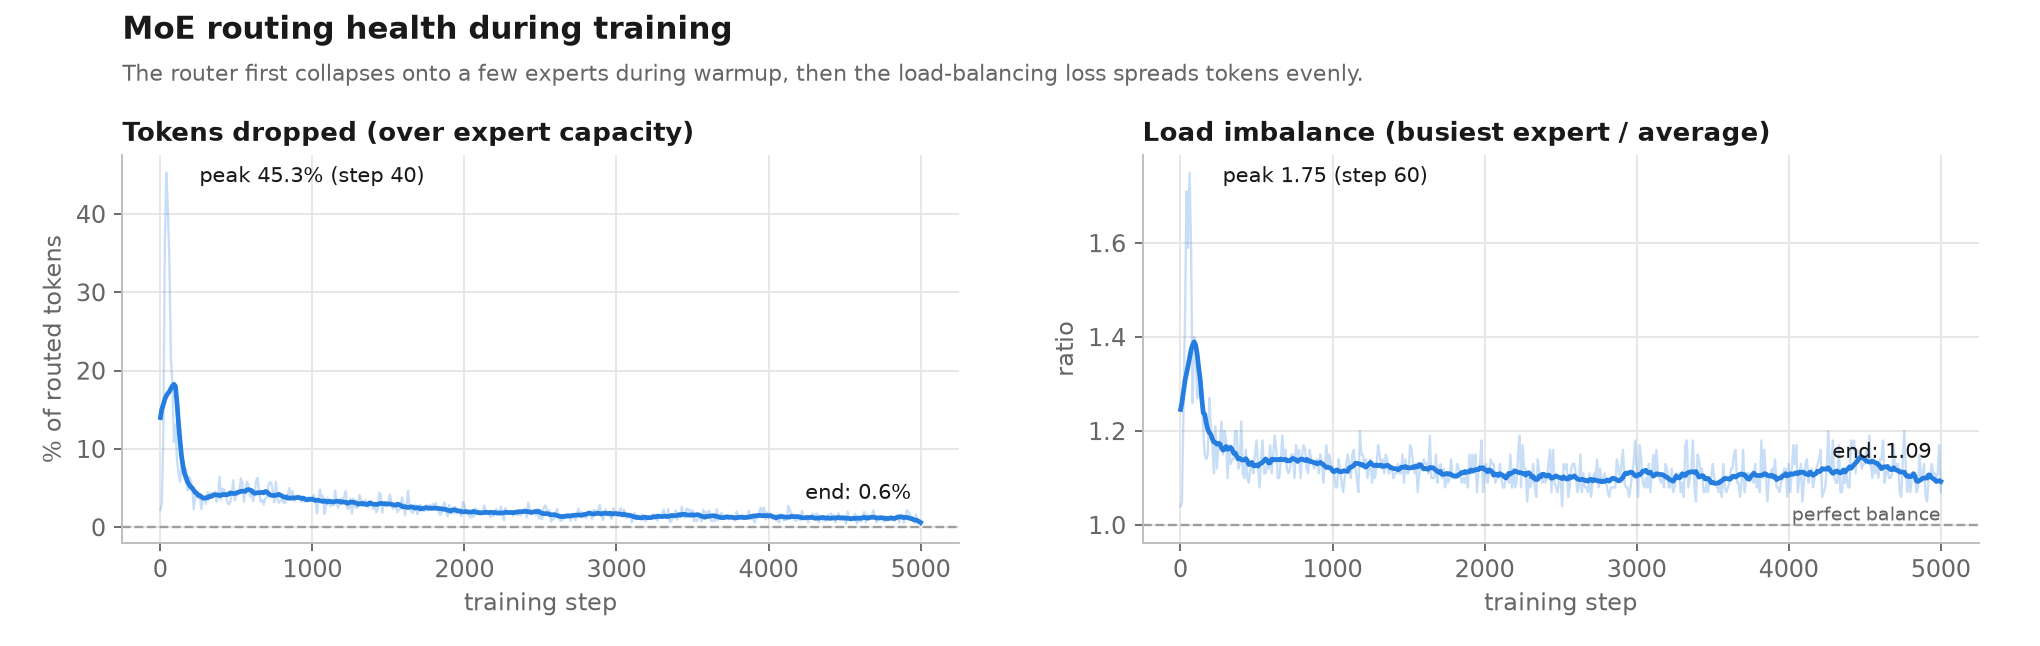 MoE routing health during training
The router first collapses onto a few experts during warmup, then the load-balancing loss spreads tokens evenly.
Tokens dropped (over expert capacity)
peak 45.3% (step 40)
end: 0.6%
% of routed tokens
40
30
20
10
0
0 1000 2000 3000 4000 5000
training step
Load imbalance (busiest expert / average)
peak 1.75 (step 60)
end: 1.09
perfect balance
ratio
1.6
1.4
1.2
1.0
0 1000 2000 3000 4000 5000
training step